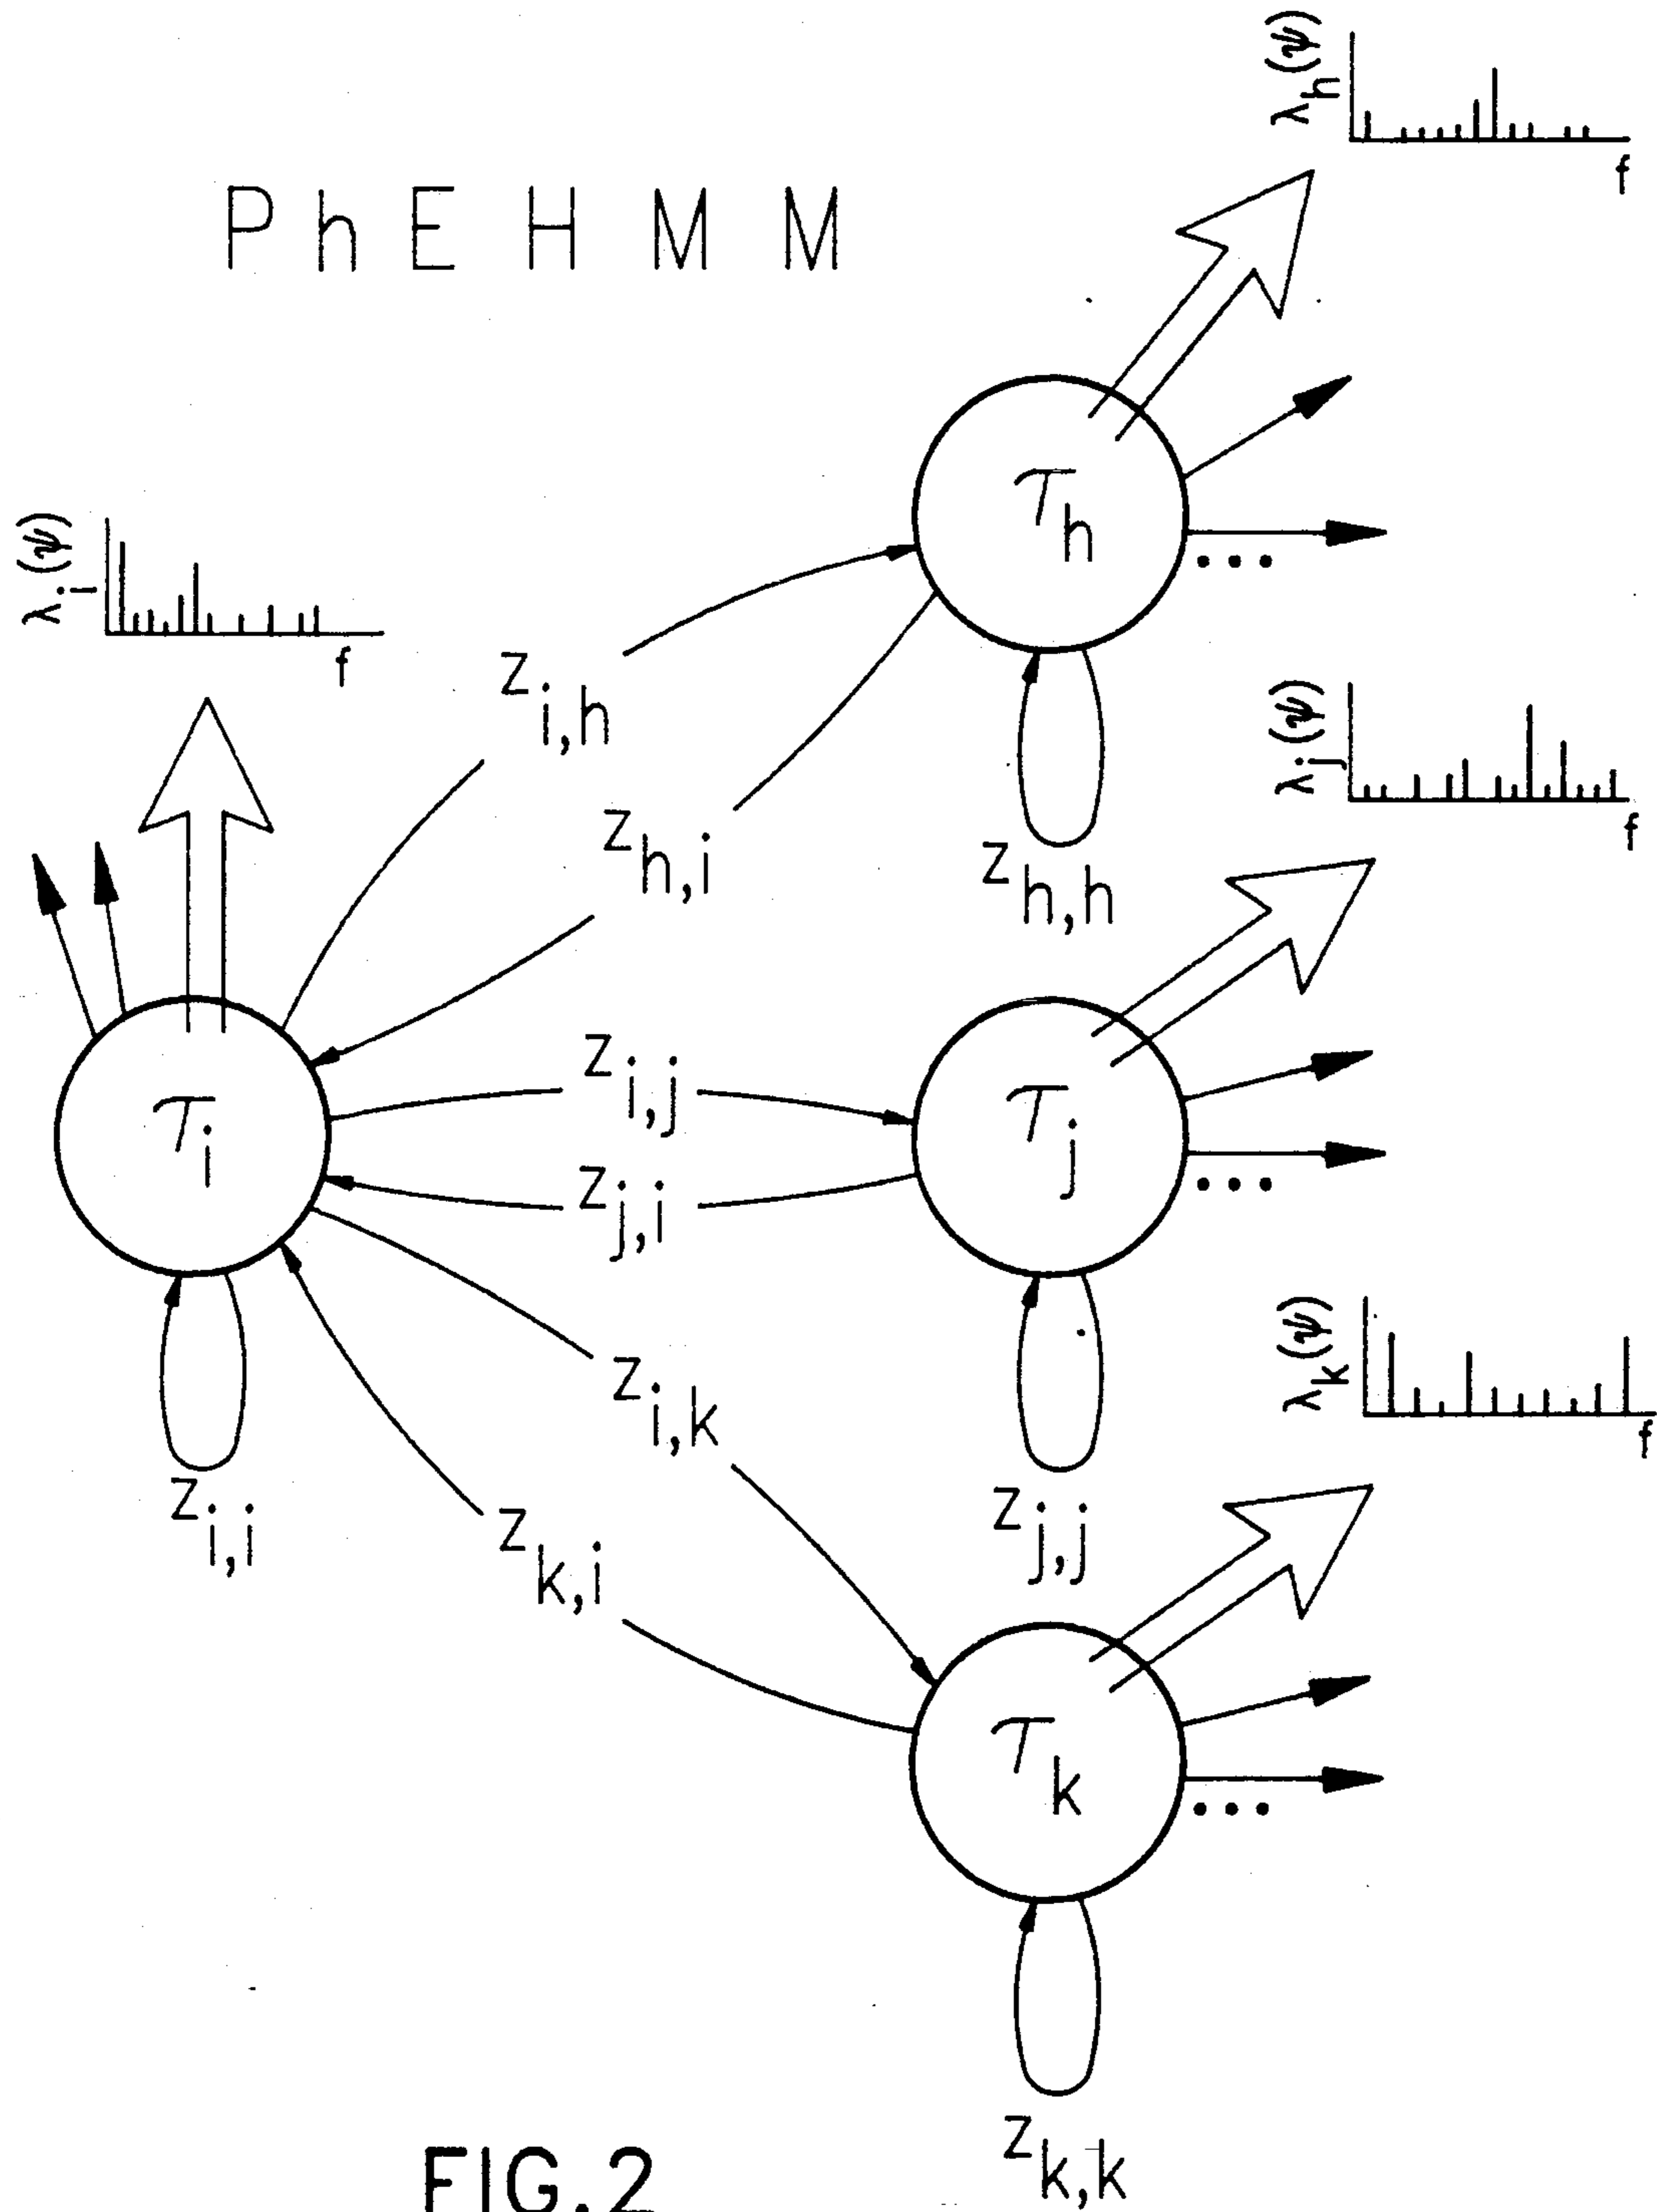 λh(ψ)
f
P h E H M M
τh
λi(ψ)
f
zi,h
zh,i
zh,h
λj(ψ)
f
τi
zi,j
zj,i
τj
zi,i
zi,k
zk,i
zj,j
λk(ψ)
f
τk
zk,k
FIG.2